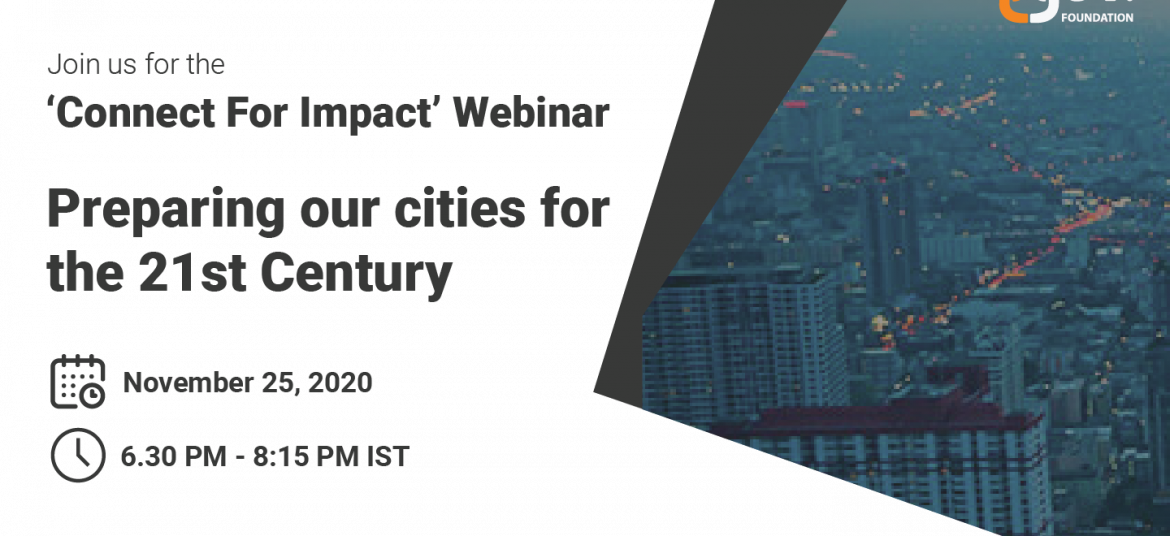 Join us for the
‘Connect For Impact’ Webinar
Preparing our cities for
the 21st Century
November 25, 2020
6.30 PM - 8:15 PM IST
FOUNDATION